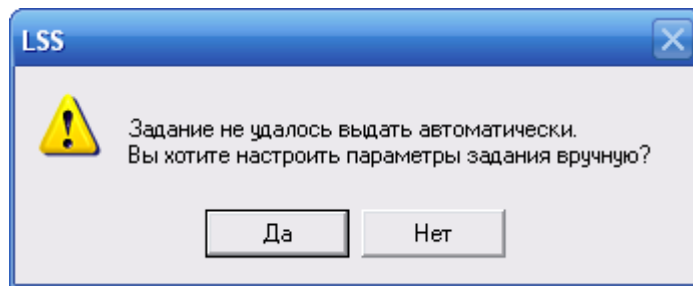 LSS
Задание не удалось выдать автоматически.
Вы хотите настроить параметры задания вручную?
Да
Нет